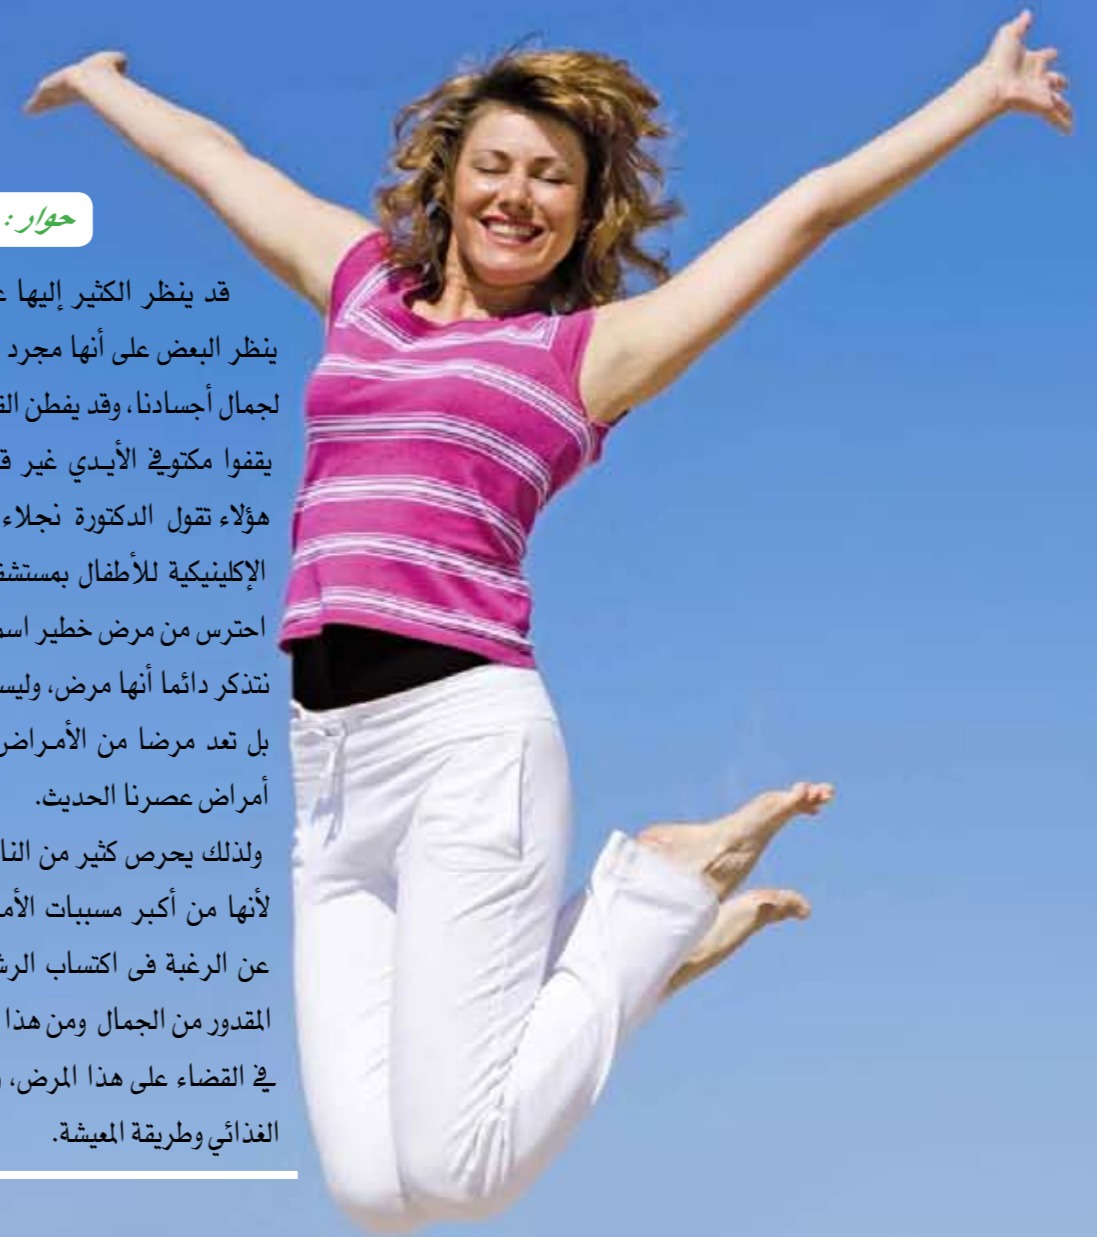 حوار :
قد ينظر الكثير إليها
ينظر البعض على أنها مجرد
لجمال أجسادنا، وقد يفطن
يقفوا مكتوفي الأيدي غير
هؤلاء تقول الدكتورة نجلاء
الإكلينيكية للأطفال
احترس من مرض خطير
نتذكر دائما أنها مرض،
بل تعد مرضا من الأمراض
أمراض عصرنا الحديث.
ولذلك يحرص كثير من
لأنها من أكبر مسببات
عن الرغبة فى اكتساب
المقدور من الجمال ومن هذا
في القضاء على هذا المرض،
الغذائي وطريقة المعيشة.